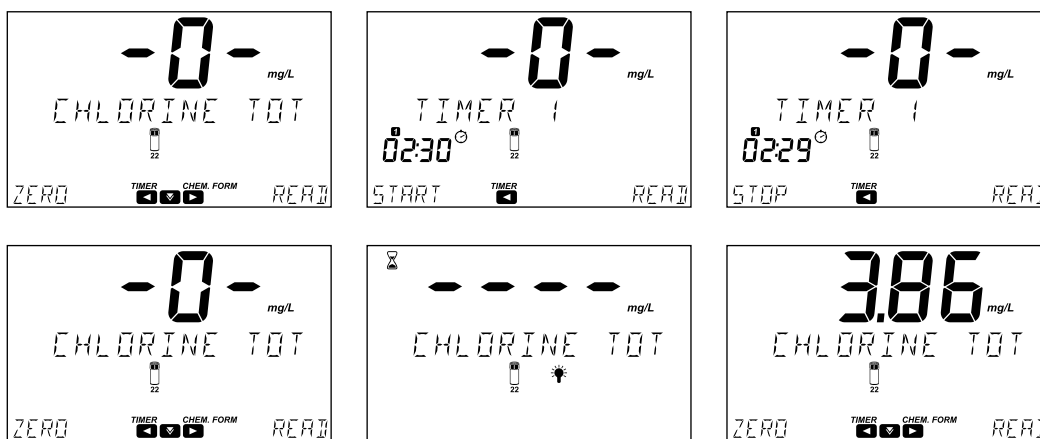 -0-
mg/L
CHLORINE TOT
22
TIMER CHEM. FORM
ZERO READ
-0-
mg/L
TIMER 1
1
02:30
22
TIMER
START READ
-0-
mg/L
TIMER 1
1
02:29
22
TIMER
STOP READ
-0-
mg/L
CHLORINE TOT
22
TIMER CHEM. FORM
ZERO READ
----
mg/L
CHLORINE TOT
22
3.86
mg/L
CHLORINE TOT
22
TIMER CHEM. FORM
ZERO READ